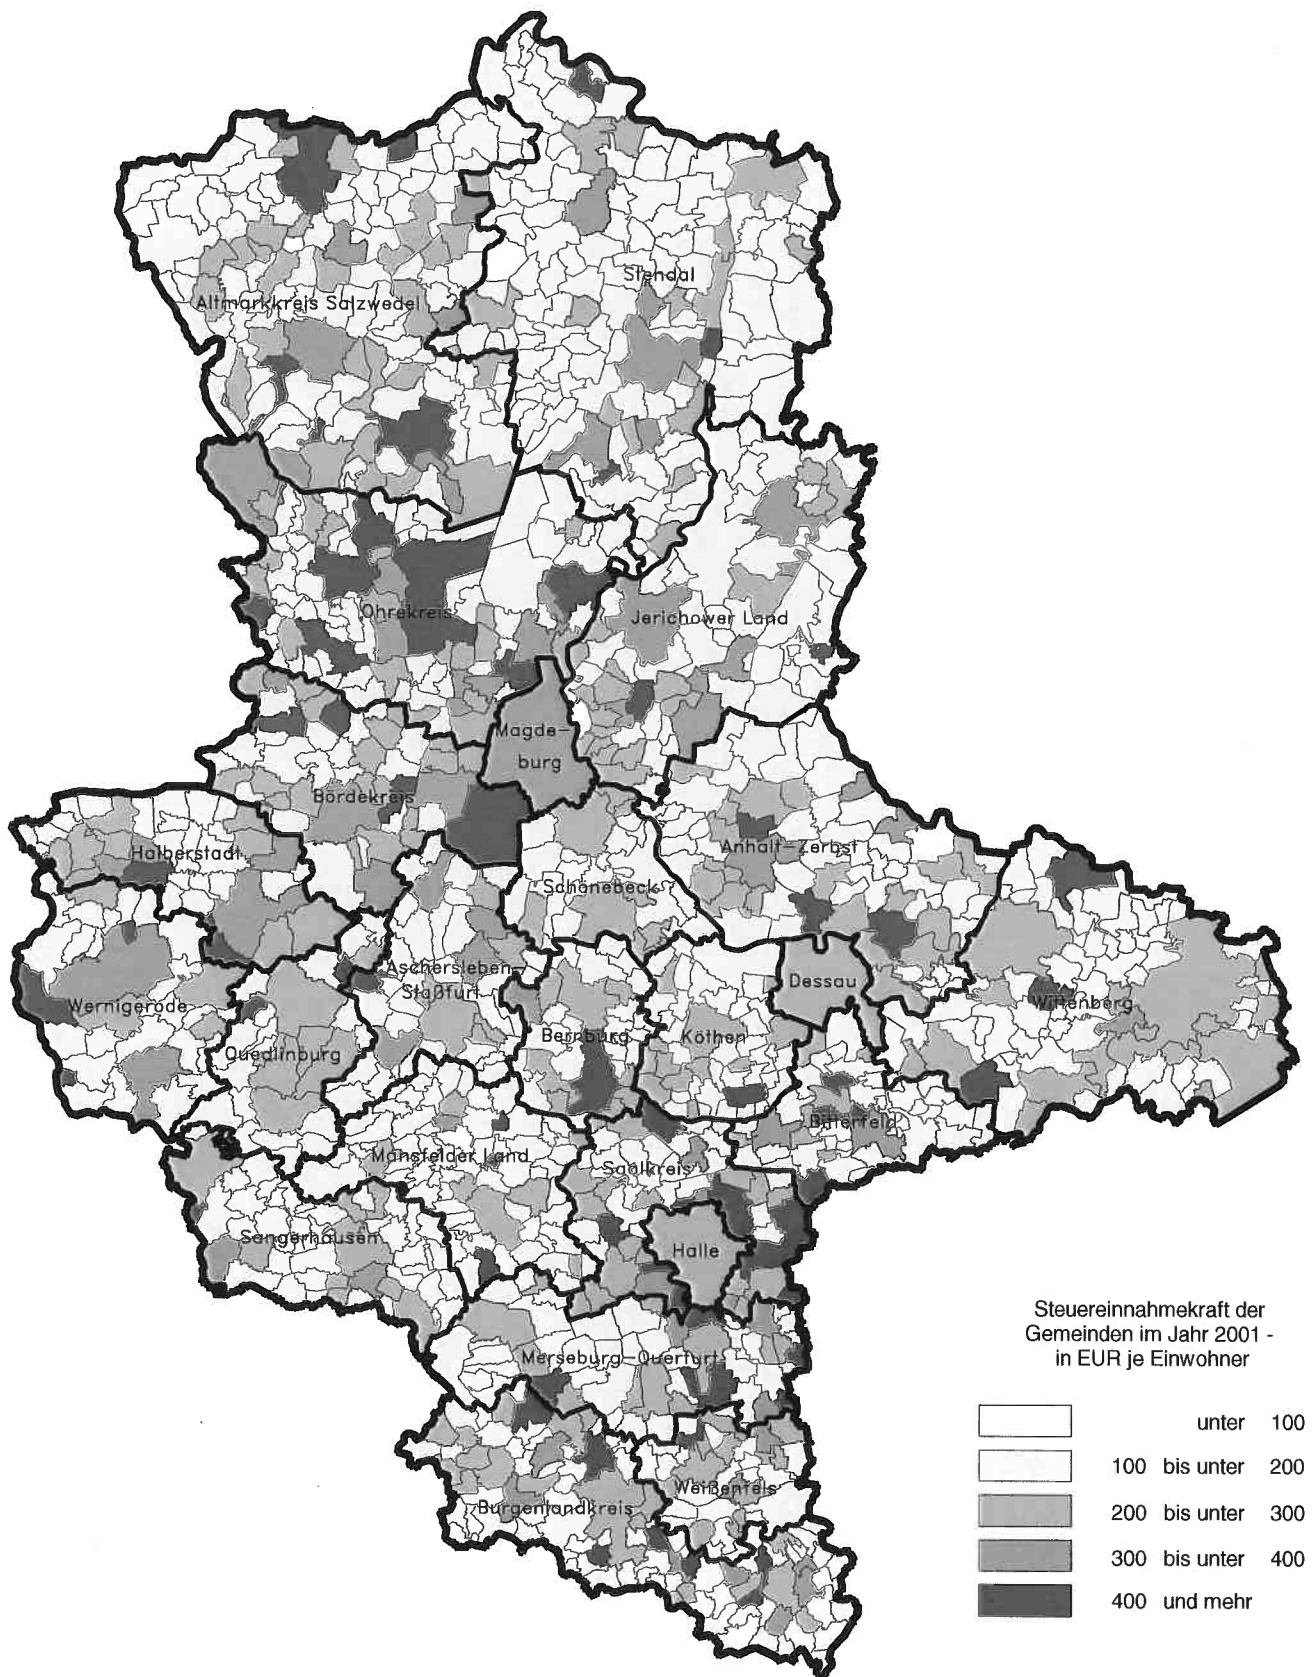 Stendal
Altmarkkreis Salzwedel
Ohrekreis
Jerichower Land
Magde-
burg
Bördekreis
Halberstadt
Anhalt-Zerbst
Schönebeck
Aschersleben-
Staßfurt
Dessau
Wernigerode
Wittenberg
Quedlinburg
Bernburg
Köthen
Bitterfeld
Mansfelder Land
Saalkreis
Sangerhausen
Halle
Steuereinnahmekraft der
Gemeinden im Jahr 2001 -
in EUR je Einwohner
Merseburg-Querfurt
unter 100
100 bis unter 200
Weißenfels
Burgenlandkreis
200 bis unter 300
300 bis unter 400
400 und mehr